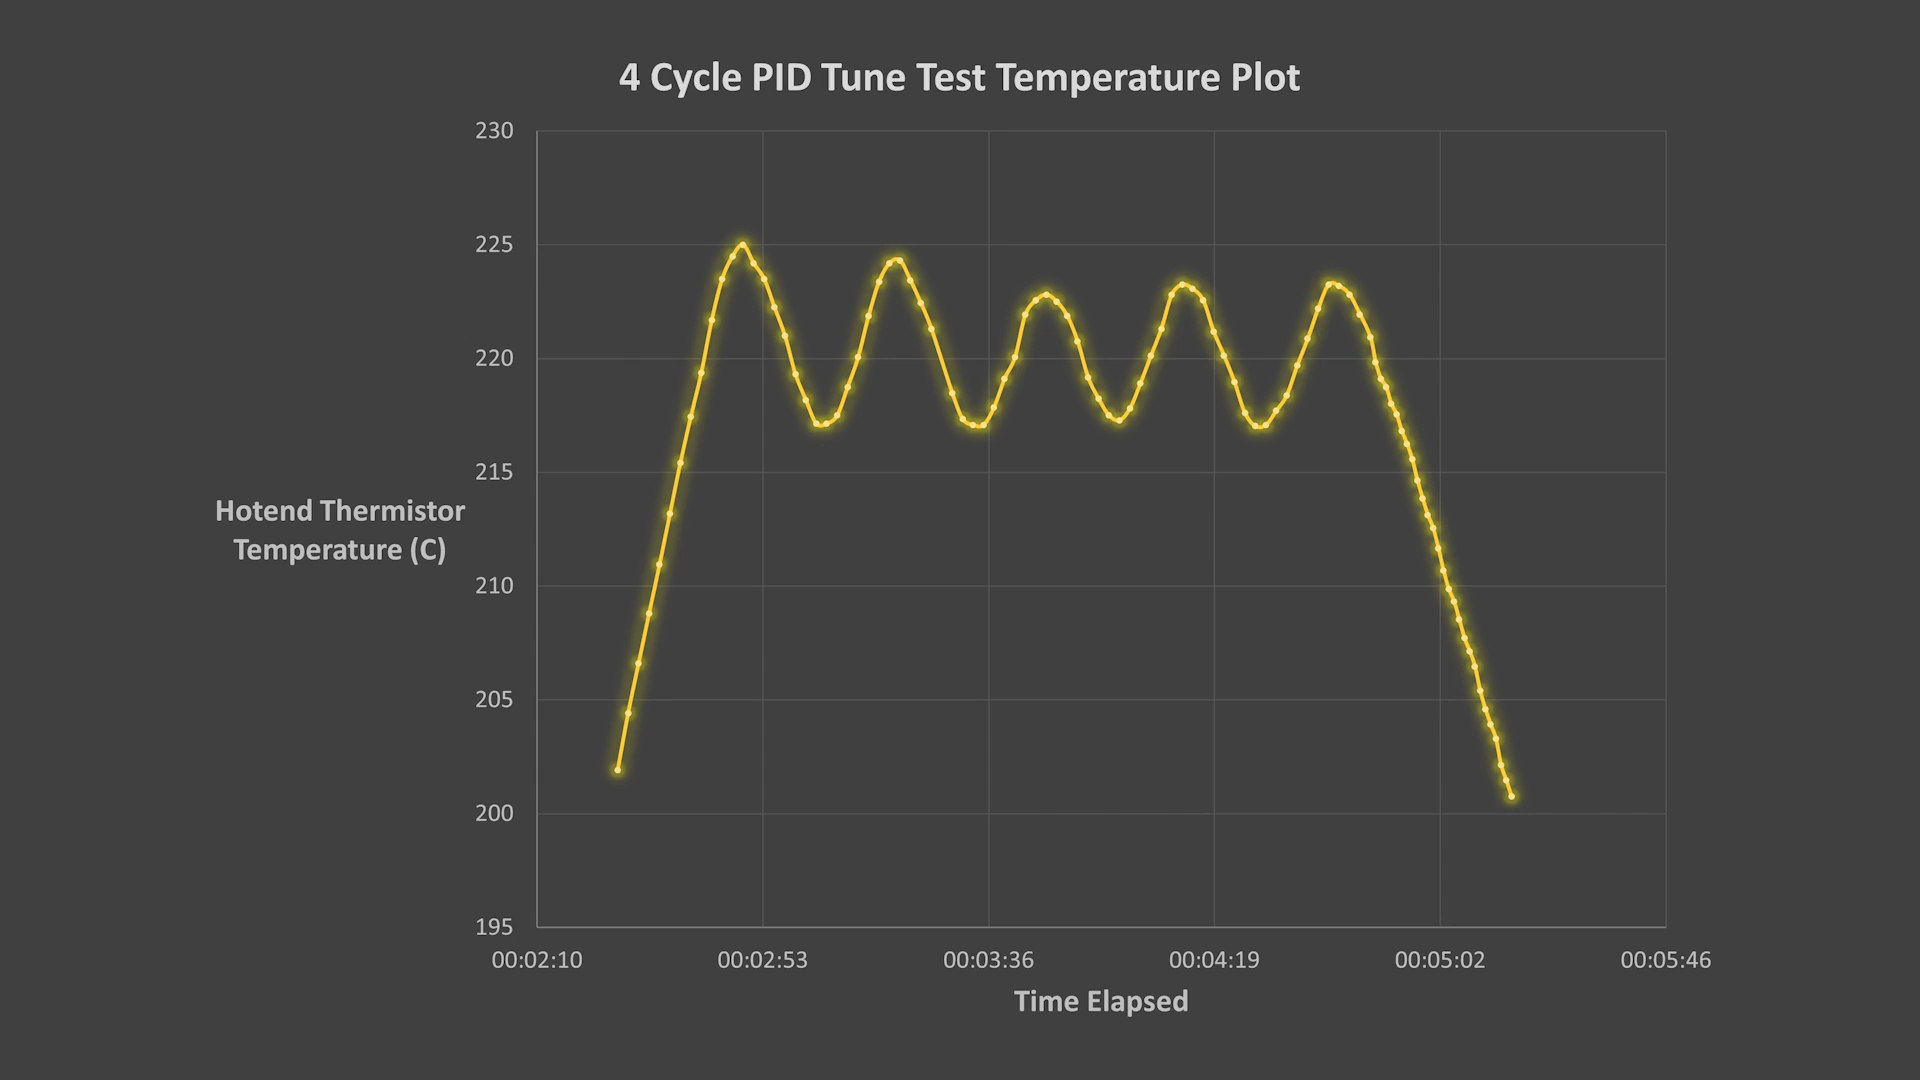 4 Cycle PID Tune Test Temperature Plot
230
225
220
215
210
205
200
195
Hotend Thermistor
Temperature (C)
00:02:10 00:02:53 00:03:36 00:04:19 00:05:02 00:05:46
Time Elapsed